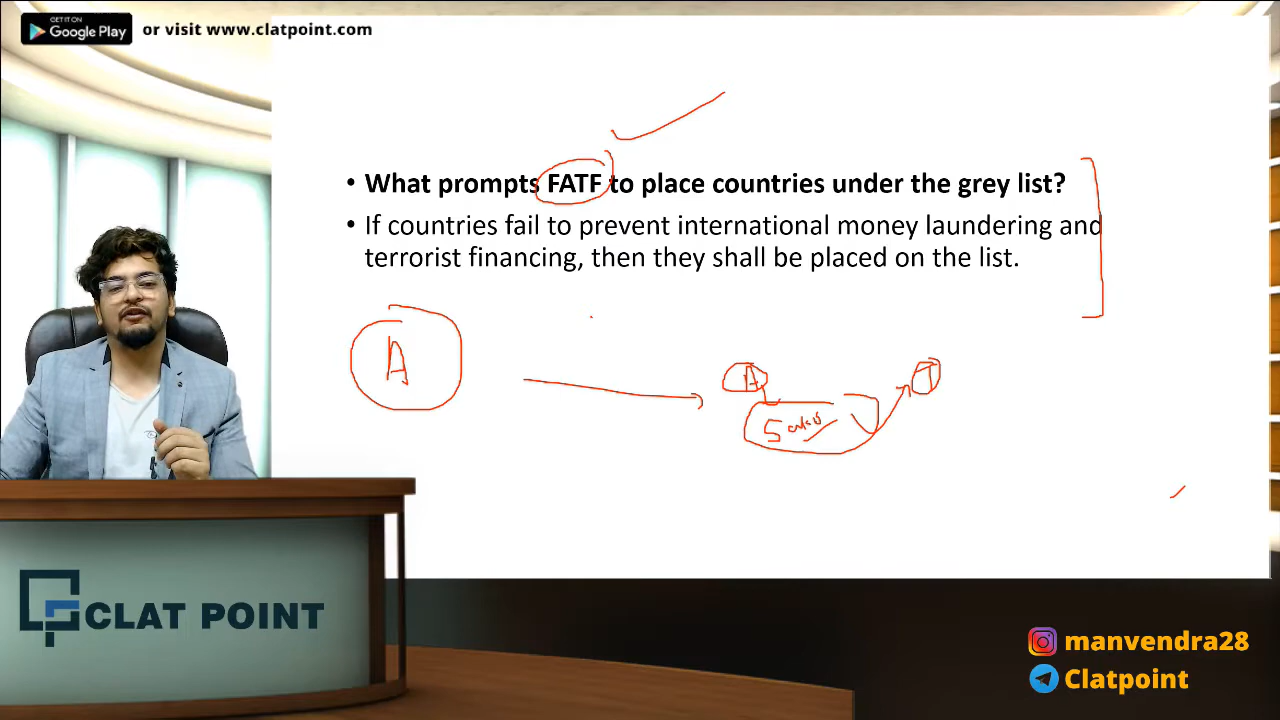 GET IT ON
Google Play
or visit www.clatpoint.com
• What prompts FATF to place countries under the grey list?
• If countries fail to prevent international money laundering and
terrorist financing, then they shall be placed on the list.
A
A
T
5
CLAT POINT
manvendra28
Clatpoint